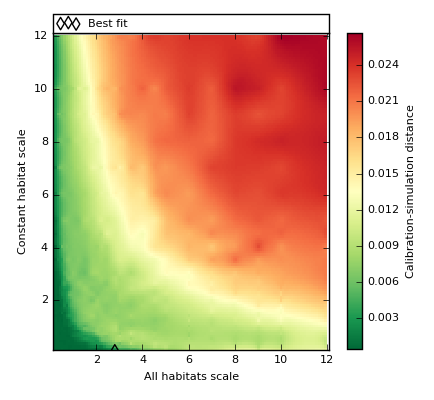 Best fit
12
10
8
6
4
2
Constant habitat scale
2 4 6 8 10 12
All habitats scale
0.024
0.021
0.018
0.015
0.012
0.009
0.006
0.003
Calibration-simulation distance